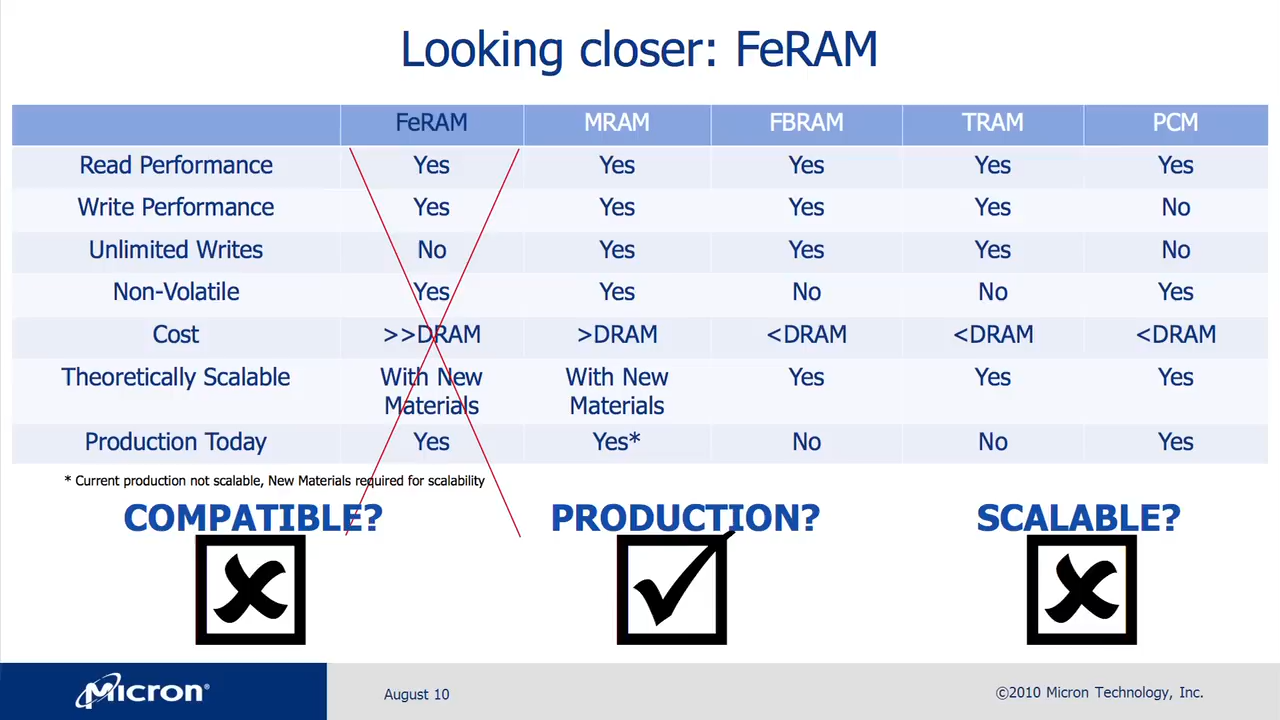 Looking closer: FeRAM
FeRAM MRAM FBRAM TRAM PCM
Read Performance Yes Yes Yes Yes Yes
Write Performance Yes Yes Yes Yes No
Unlimited Writes No Yes Yes Yes No
Non-Volatile Yes Yes No No Yes
Cost >>DRAM >DRAM <DRAM <DRAM <DRAM
Theoretically Scalable With New With New Yes Yes Yes
Materials Materials
Production Today Yes Yes* No No Yes
* Current production not scalable, New Materials required for scalability
COMPATIBLE? PRODUCTION? SCALABLE?
Micron® August 10 ©2010 Micron Technology, Inc.